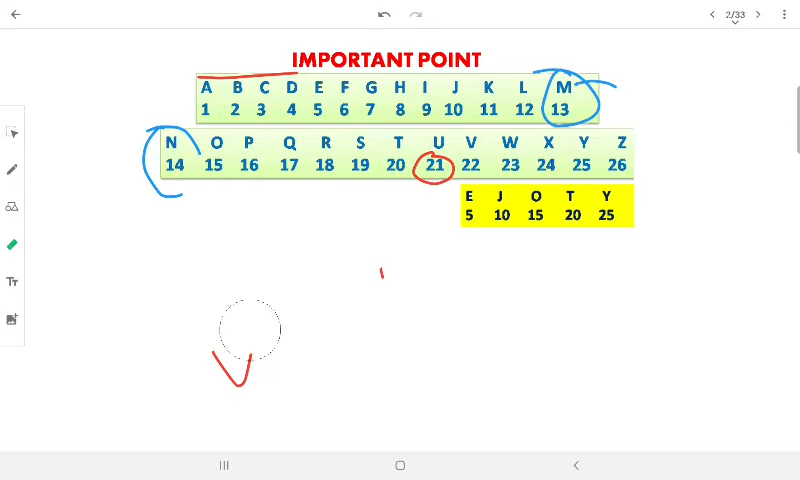 2/33
IMPORTANT POINT
A B C D E F G H I J K L M
1 2 3 4 5 6 7 8 9 10 11 12 13
N O P Q R S T U V W X Y Z
14 15 16 17 18 19 20 21 22 23 24 25 26
E J O T Y
5 10 15 20 25
Tт